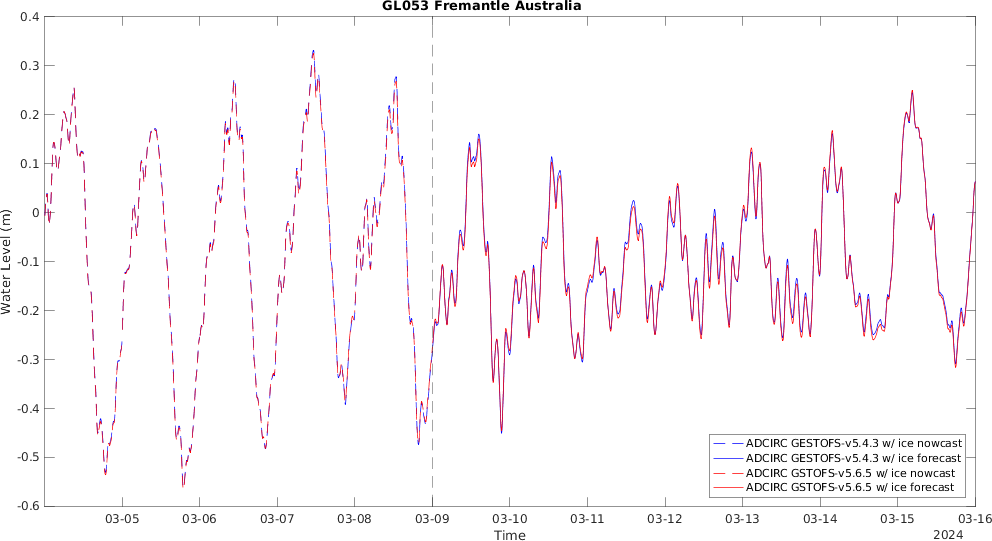 GL053 Fremantle Australia
0.4
0.3
0.2
0.1
0
-0.1
-0.2
-0.3
-0.4
-0.5
-0.6
Water Level (m)
ADCIRC GESTOFS-v5.4.3 w/ ice nowcast
ADCIRC GESTOFS-v5.4.3 w/ ice forecast
ADCIRC GSTOFS-v5.6.5 w/ ice nowcast
ADCIRC GSTOFS-v5.6.5 w/ ice forecast
03-05 03-06 03-07 03-08 03-09 03-10 03-11 03-12 03-13 03-14 03-15 03-16
Time
2024